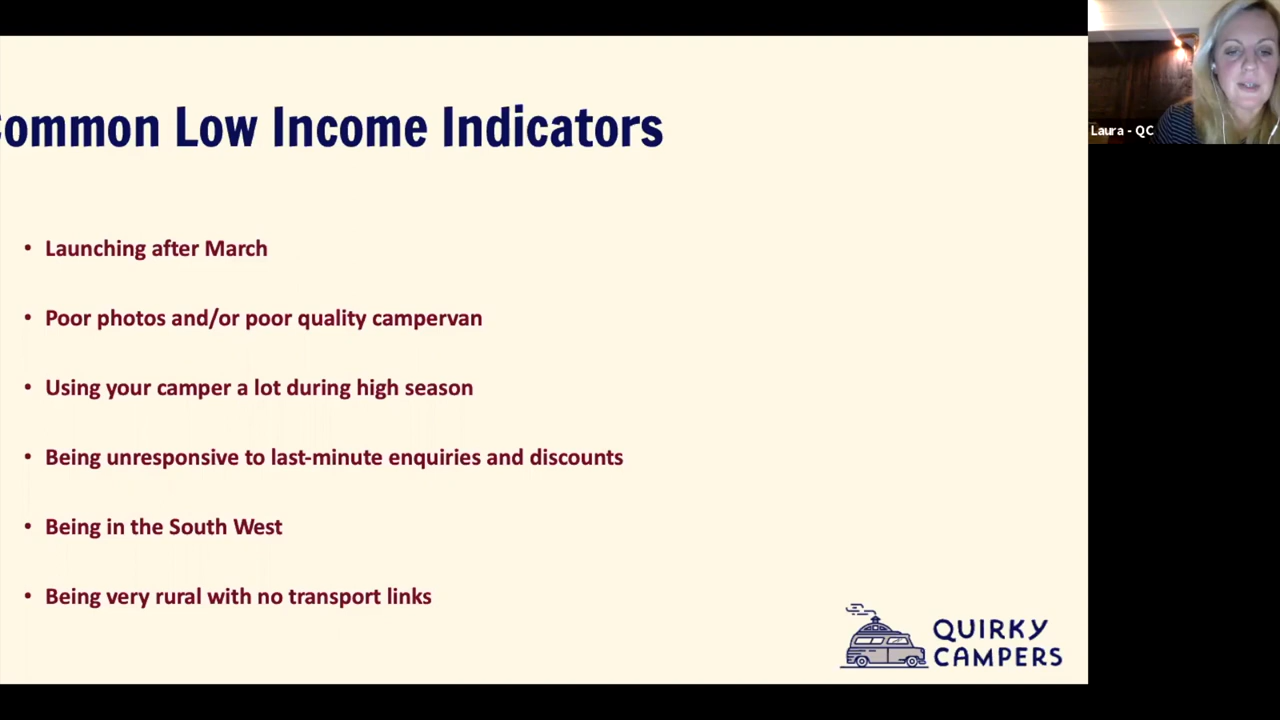 ommon Low Income Indicators
• Launching after March
• Poor photos and/or poor quality campervan
• Using your camper a lot during high season
• Being unresponsive to last-minute enquiries and discounts
• Being in the South West
• Being very rural with no transport links
QUIRKY
CAMPERS
Laura - QC